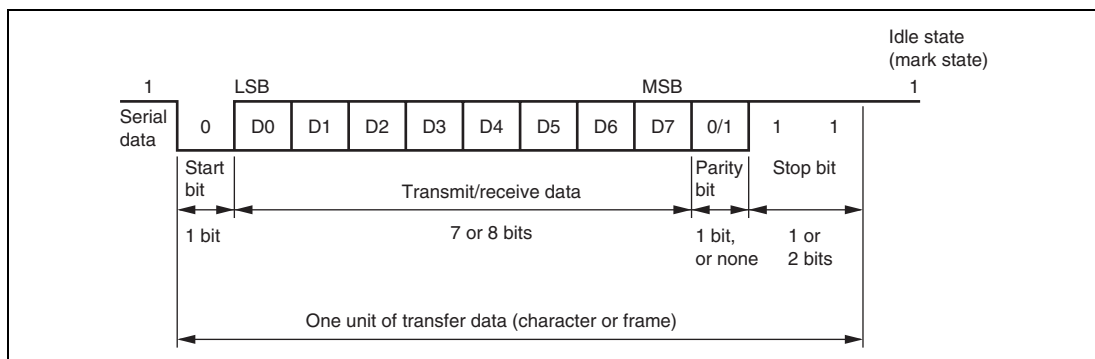 Idle state
(mark state)
1 LSB MSB 1
Serial
data
0 D0 D1 D2 D3 D4 D5 D6 D7 0/1 1 1
Start
bit
Transmit/receive data
Parity
bit
Stop bit
1 bit
7 or 8 bits
1 bit,
or none
1 or
2 bits
One unit of transfer data (character or frame)